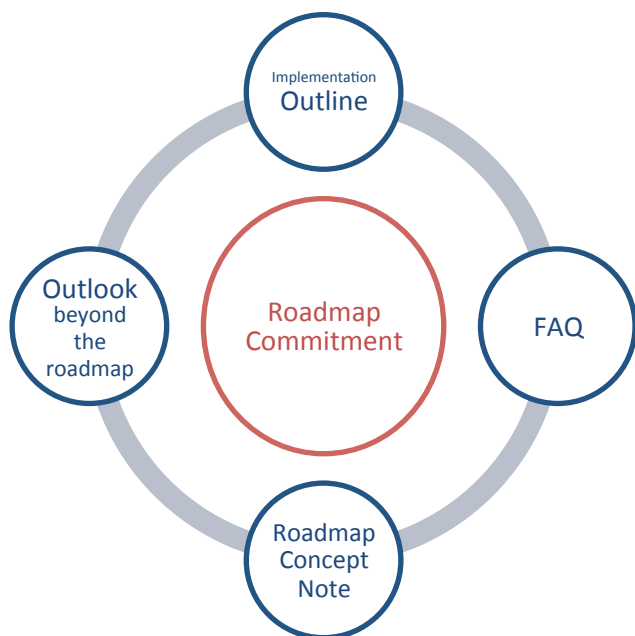 Implementation
Outline
Outlook
beyond
the
roadmap
Roadmap
Commitment
FAQ
Roadmap
Concept
Note